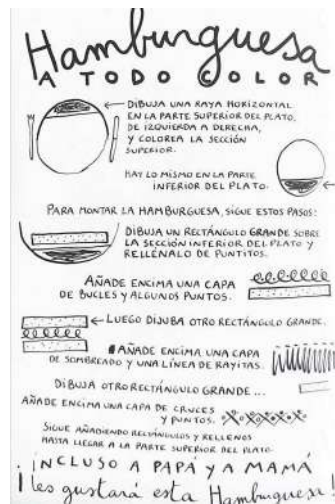 Hamburguesa
A TODO COLOR
DIBUJA UNA RAYA HORIZONTAL
EN LA PARTE SUPERIOR DEL PLATO,
DE IZQUIERDA A DERECHA,
Y COLOREA LA SECCIÓN
SUPERIOR.
HAZ LO MISMO EN LA PARTE
INFERIOR DEL PLATO.
PARA MONTAR LA HAMBURGUESA, SIGUE ESTOS PASOS:
DIBUJA UN RECTÁNGULO GRANDE SOBRE
LA SECCIÓN INFERIOR DEL PLATO Y
RELLÉNALO DE PUNTITOS.
AÑADE ENCIMA UNA CAPA
DE BUCLES Y ALGUNOS PUNTOS.
LUEGO DIJUBA OTRO RECTÁNGULO GRANDE.
AÑADE ENCIMA UNA CAPA
DE SOMBREADO Y UNA LÍNEA DE RAYITAS.
DIBUJA OTRO RECTÁNGULO GRANDE...
AÑADE ENCIMA UNA CAPA DE CRUCES
Y PUNTOS.
SIGUE AÑADIENDO RECTÁNGULOS Y RELLENOS
HASTA LLEGAR A LA PARTE SUPERIOR DEL PLATO.
¡INCLUSO A PAPÁ Y A MAMÁ
les gustará esta Hamburguesa